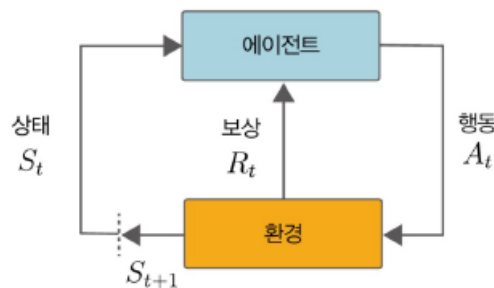 에이전트
상태
S_t
보상
R_t
행동
A_t
환경
S_{t+1}